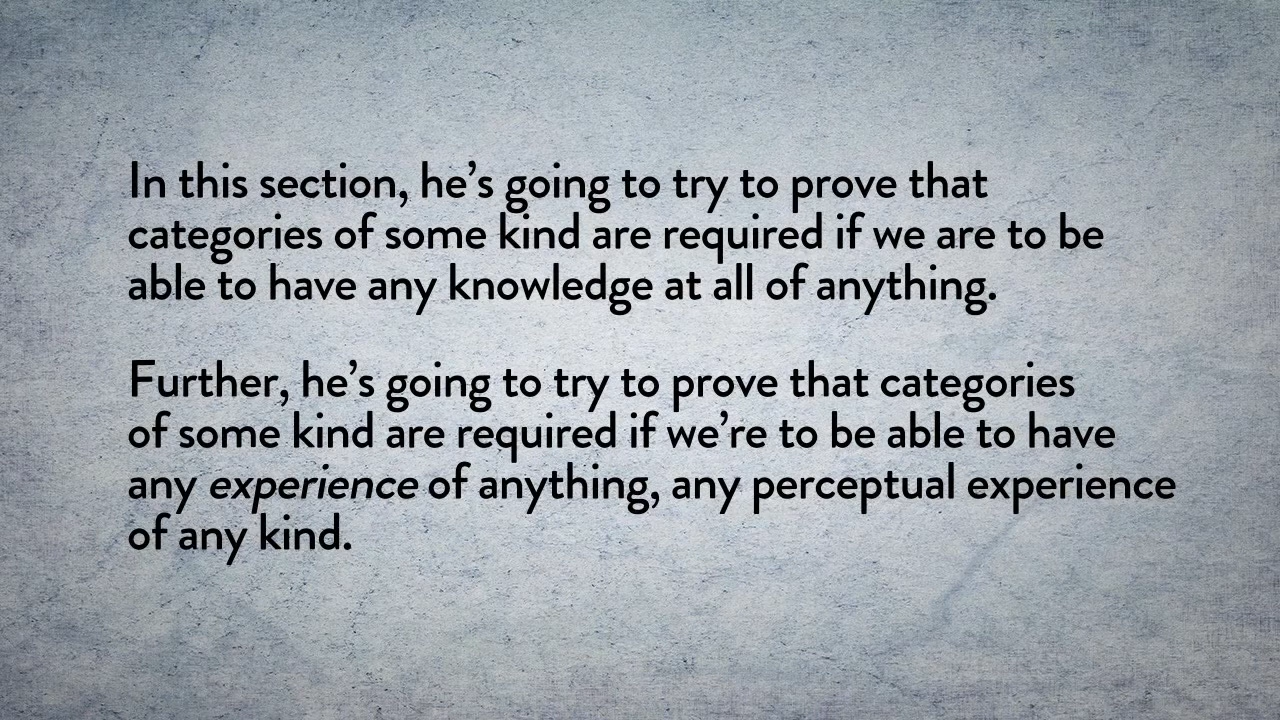 In this section, he’s going to try to prove that
categories of some kind are required if we are to be
able to have any knowledge at all of anything.
Further, he’s going to try to prove that categories
of some kind are required if we’re to be able to have
any experience of anything, any perceptual experience
of any kind.